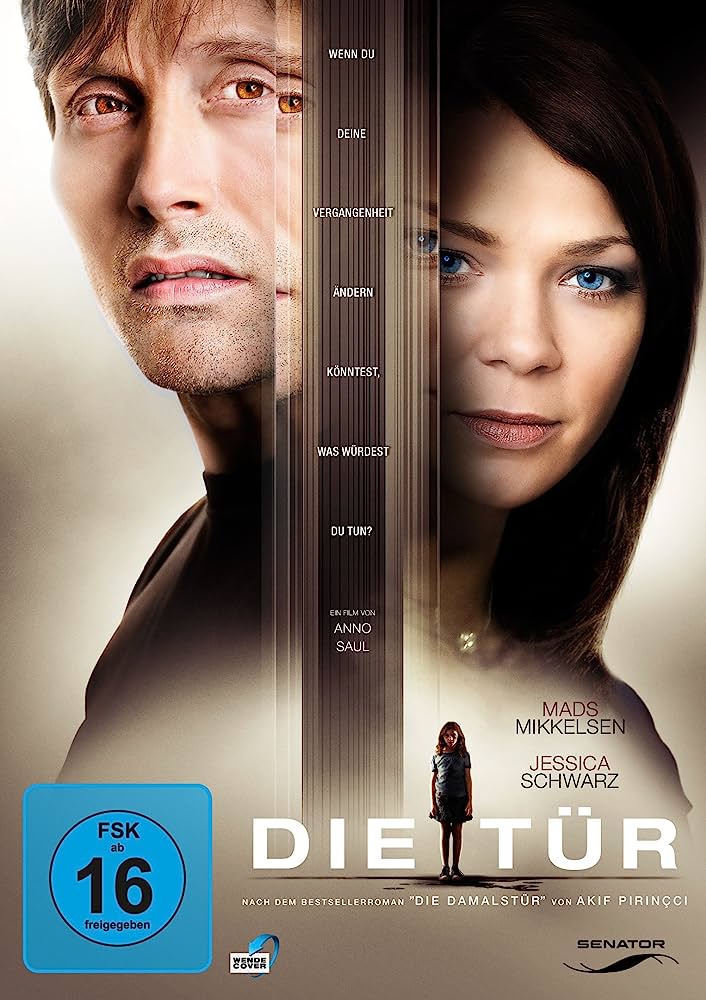 WENN DU
DEINE
VERGANGENHEIT
ÄNDERN
KÖNNTEST,
WAS WÜRDEST
DU TUN?
EIN FILM VON
ANNO
SAUL
MADS
MIKKELSEN
JESSICA
SCHWARZ
DIE TÜR
NACH DEM BESTSELLERROMAN "DIE DAMALSTÜR" VON AKIF PIRINÇCI
FSK
ab
16
freigegeben
WENDE
COVER
SENATOR